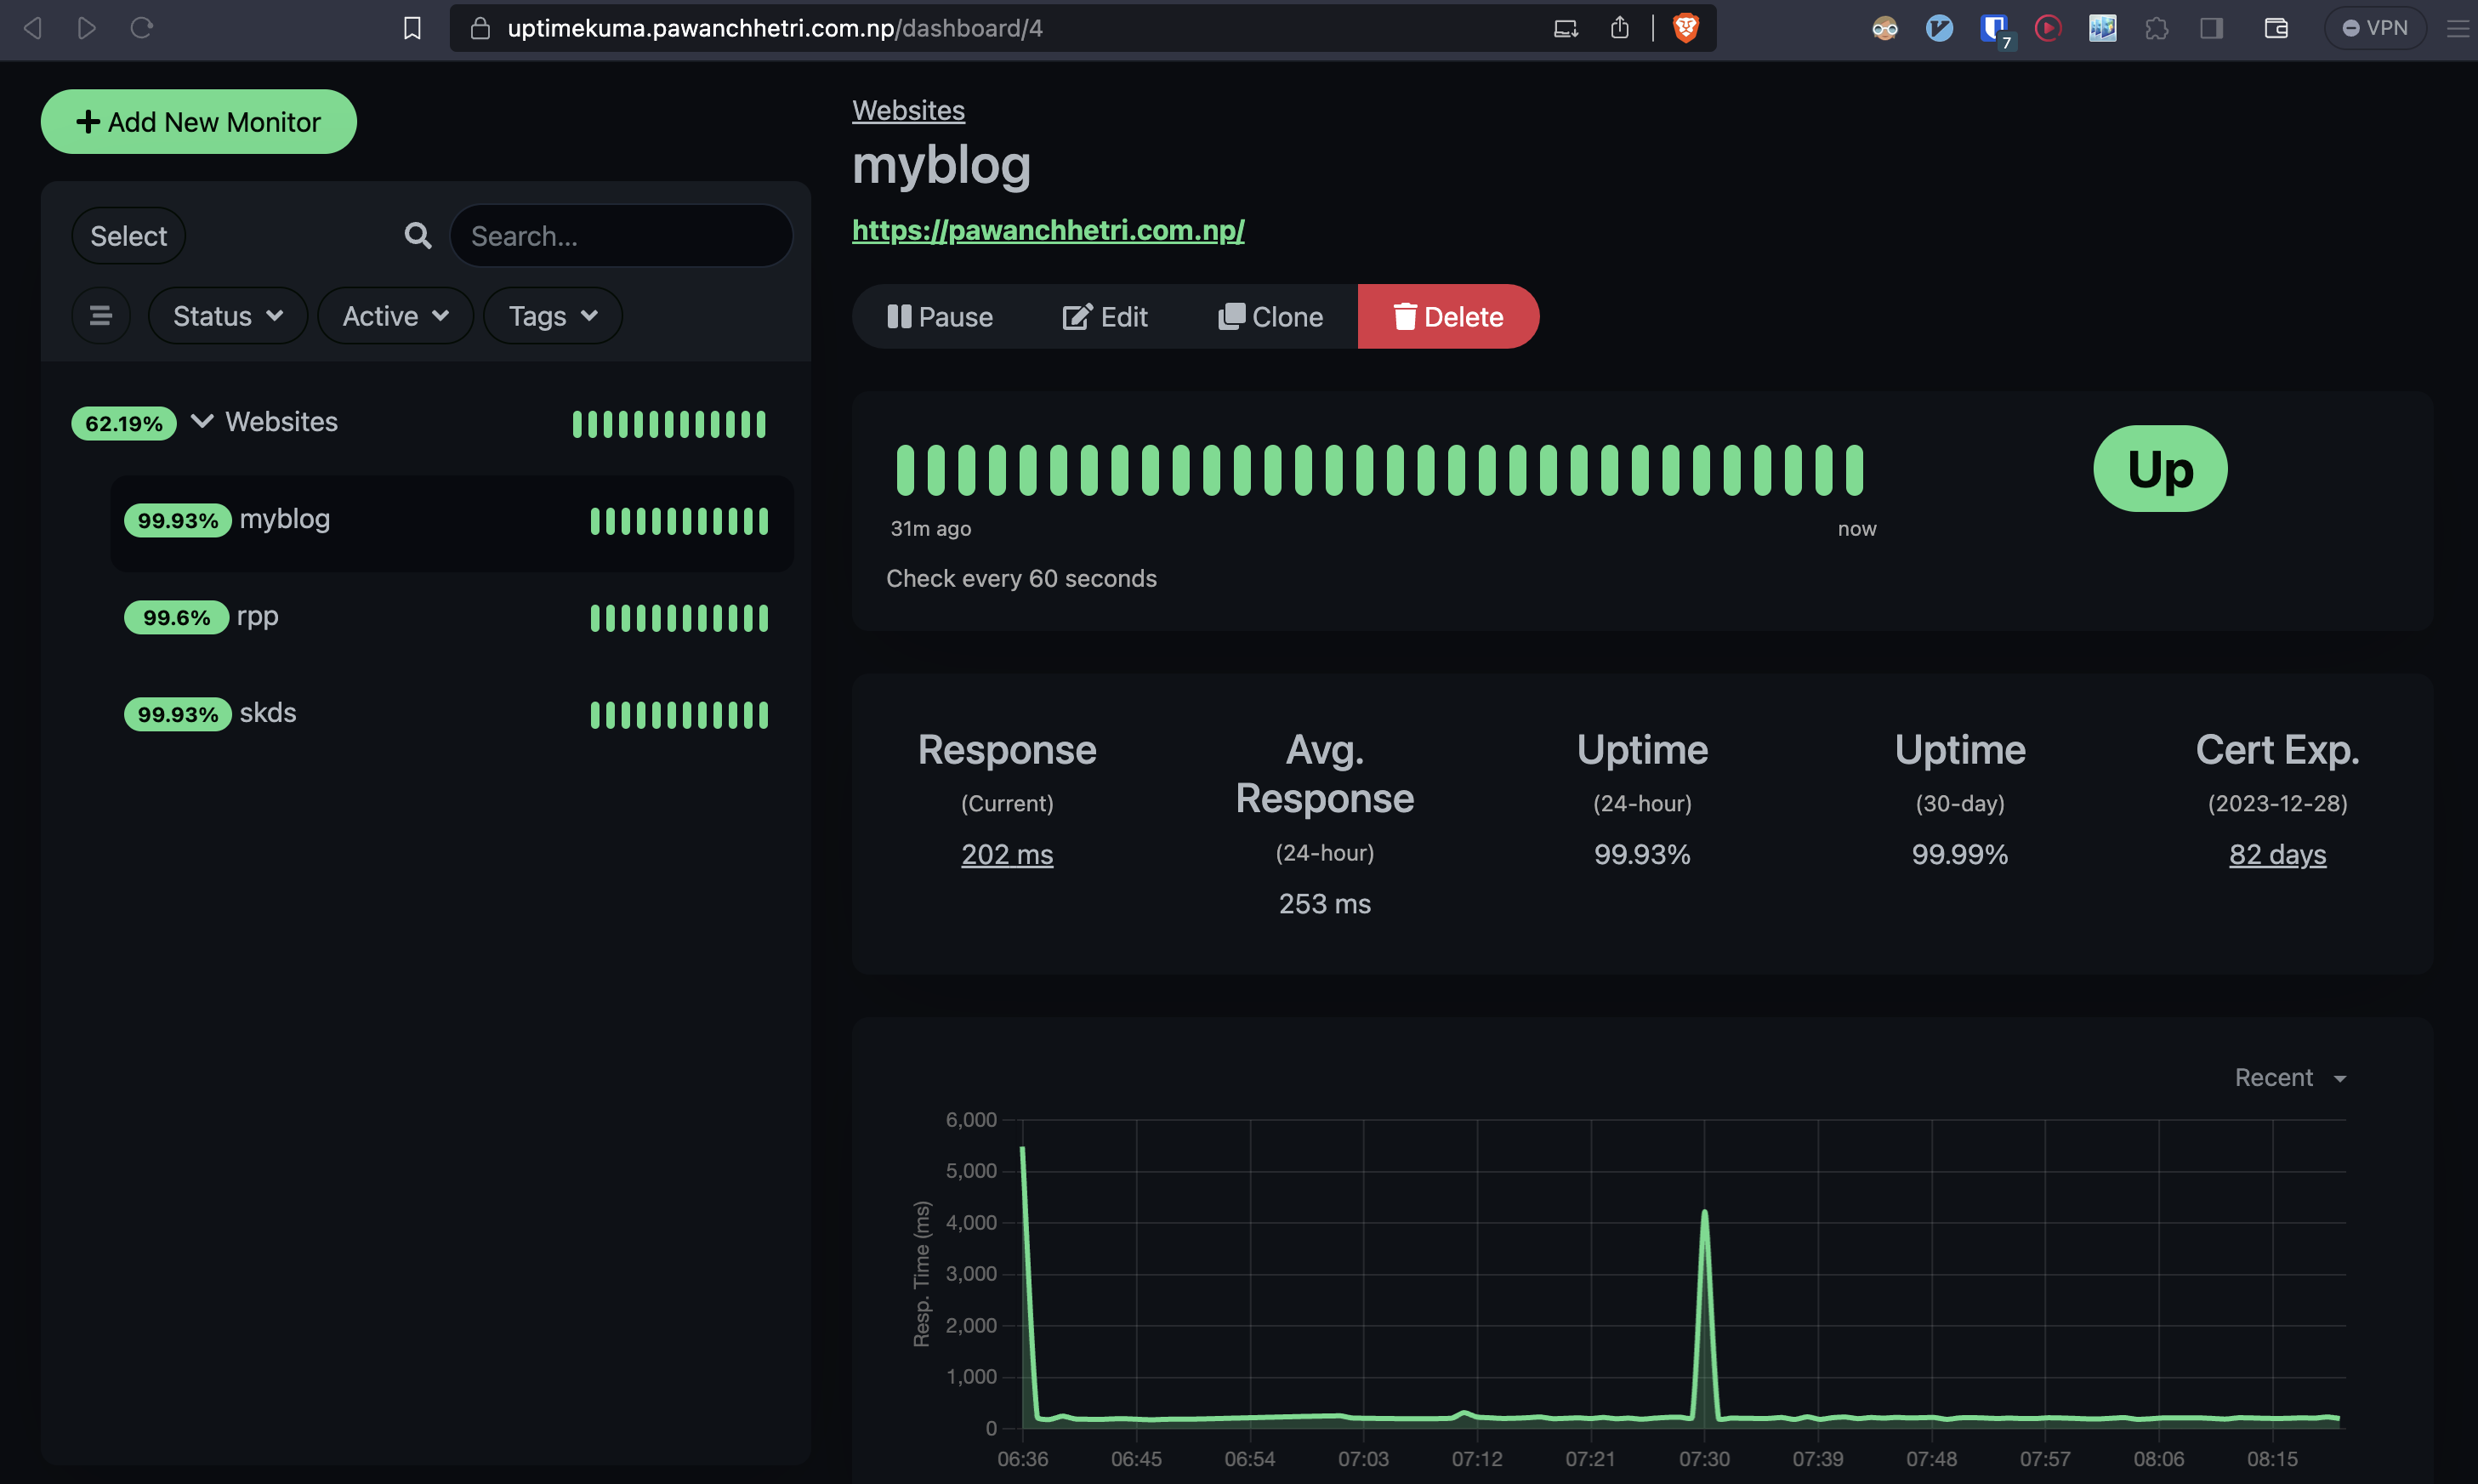 uptimekuma.pawanchhetri.com.np/dashboard/4
7
VPN
Add New Monitor
Select
Search...
Status
Active
Tags
62.19% Websites
99.93% myblog
99.6% rpp
99.93% skds
Websites
myblog
https://pawanchhetri.com.np/
Pause
Edit
Clone
Delete
Up
31m ago
now
Check every 60 seconds
Response
(Current)
202 ms
Avg.
Response
(24-hour)
253 ms
Uptime
(24-hour)
99.93%
Uptime
(30-day)
99.99%
Cert Exp.
(2023-12-28)
82 days
Recent
Resp. Time (ms)
6,000
5,000
4,000
3,000
2,000
1,000
0
06:36 06:45 06:54 07:03 07:12 07:21 07:30 07:39 07:48 07:57 08:06 08:15